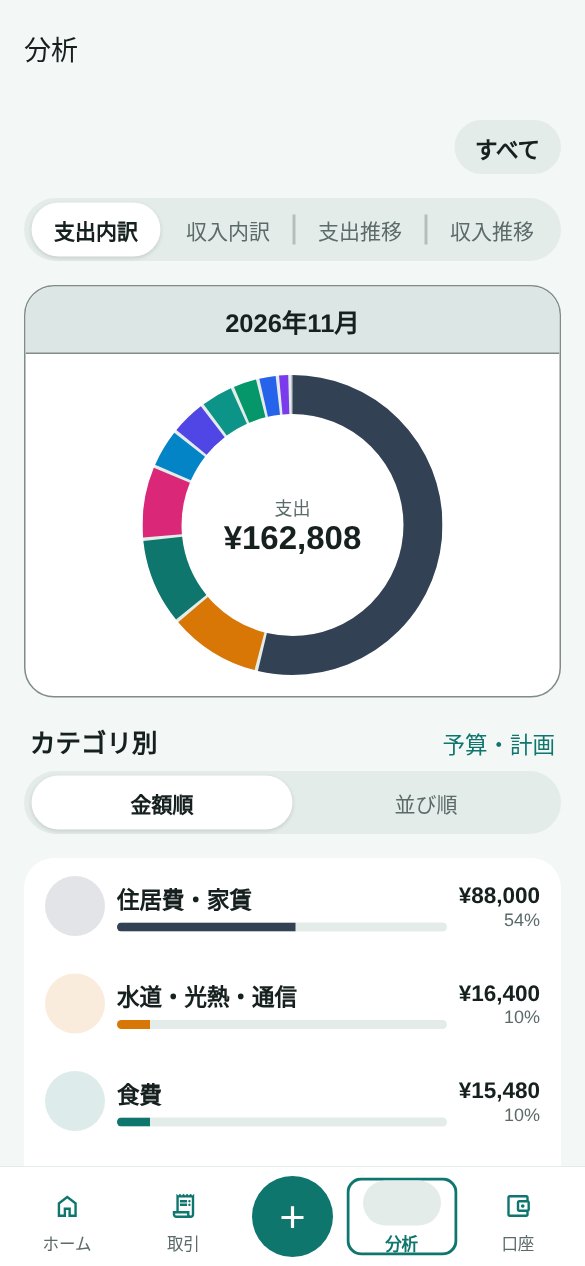 分析
すべて
支出内訳 収入内訳 支出推移 収入推移
2026年11月
支出
¥162,808
カテゴリ別 予算・計画
金額順 並び順
住居費・家賃 ¥88,000
54%
水道・光熱・通信 ¥16,400
10%
食費 ¥15,480
10%
ホーム 取引 分析 口座